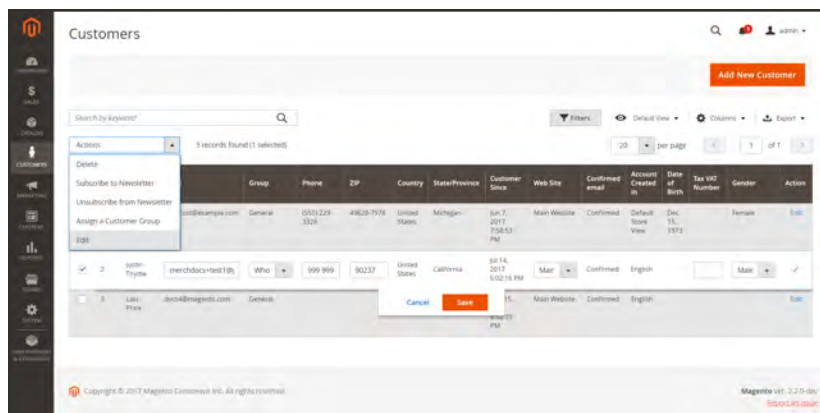 Customers
admin
Add New Customer
Search by keyword
Filters
Default View
Columns
Export
Actions
3 records found (1 selected)
20
per page
1
of 1
Delete
Subscribe to Newsletter
Unsubscribe from Newsletter
Assign a Customer Group
Edit
Group Phone ZIP Country State/Province Customer Since Web Site Confirmed email Account Created in Date of Birth Tax VAT Number Gender Action
General (555) 229-3326 49628-7978 United States Michigan Jun 7, 2017 7:58:53 PM Main Website Confirmed Default Store View Dec 15, 1973 Female Edit
2 Justin Thyme merchdocs+test1@ Who 999 999 90237 United States California Jul 14, 2017 5:02:16 PM Mair Confirmed English Male
Cancel
Save
3 docs4@magento.com General PM Main Website Confirmed English Edit
Copyright © 2017 Magento Commerce Inc. All rights reserved.
Magento ver. 2.2.0-dev
Report an Issue